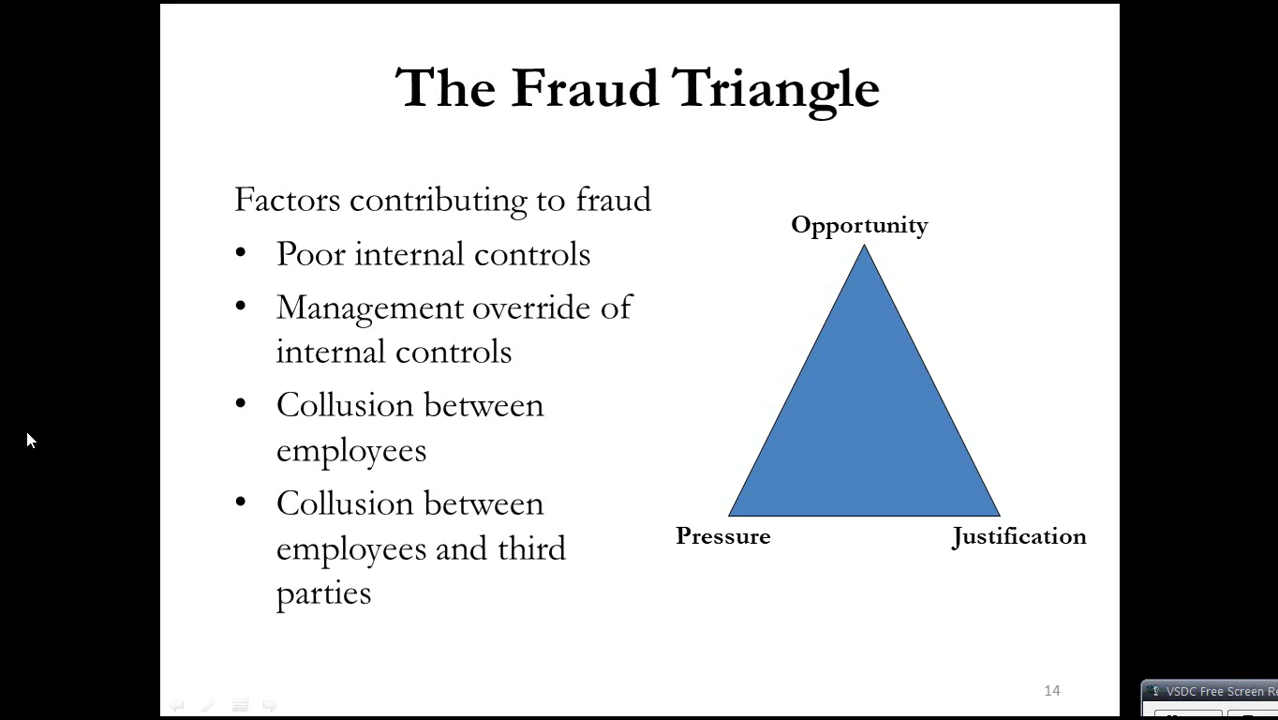 The Fraud Triangle
Factors contributing to fraud
• Poor internal controls
• Management override of
internal controls
• Collusion between
employees
• Collusion between
employees and third
parties
Opportunity
Pressure
Justification
14
VSDC Free Screen